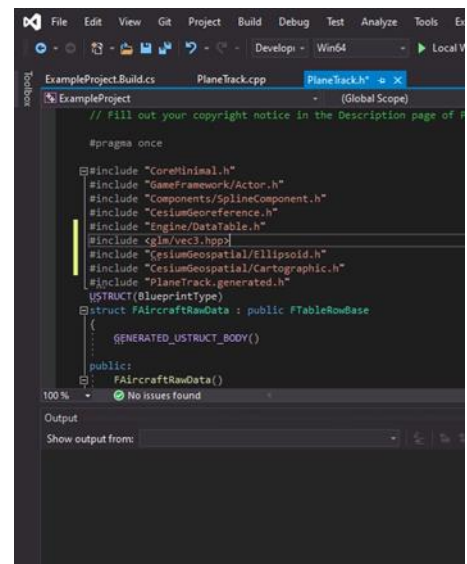 File Edit View Git Project Build Debug Test Analyze Tools Ex
Developi Win64 Local W
Toolbox
ExampleProject.Build.cs PlaneTrack.cpp PlaneTrack.h*
ExampleProject (Global Scope)
// Fill out your copyright notice in the Description page of P
#pragma once
#include "CoreMinimal.h"
#include "GameFramework/Actor.h"
#include "Components/SplineComponent.h"
#include "CesiumGeoreference.h"
#include "Engine/DataTable.h"
#include <glm/vec3.hpp>
#include "CesiumGeospatial/Ellipsoid.h"
#include "CesiumGeospatial/Cartographic.h"
#include "PlaneTrack.generated.h"
USTRUCT(BlueprintType)
struct FAircraftRawData : public FTableRowBase
{
GENERATED_USTRUCT_BODY()
public:
FAircraftRawData()
100 % No issues found
Output
Show output from: